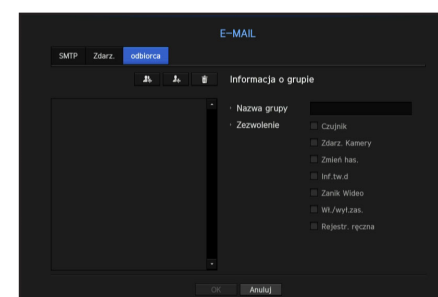 E-MAIL
SMTP Zdarz. odbiorca
Informacja o grupie
· Nazwa grupy
· Zezwolenie
Czujnik
Zdarz. Kamery
Zmień has.
Inf.tw.d
Zanik Wideo
Wł./wył.zas.
Rejestr. ręczna
OK Anuluj